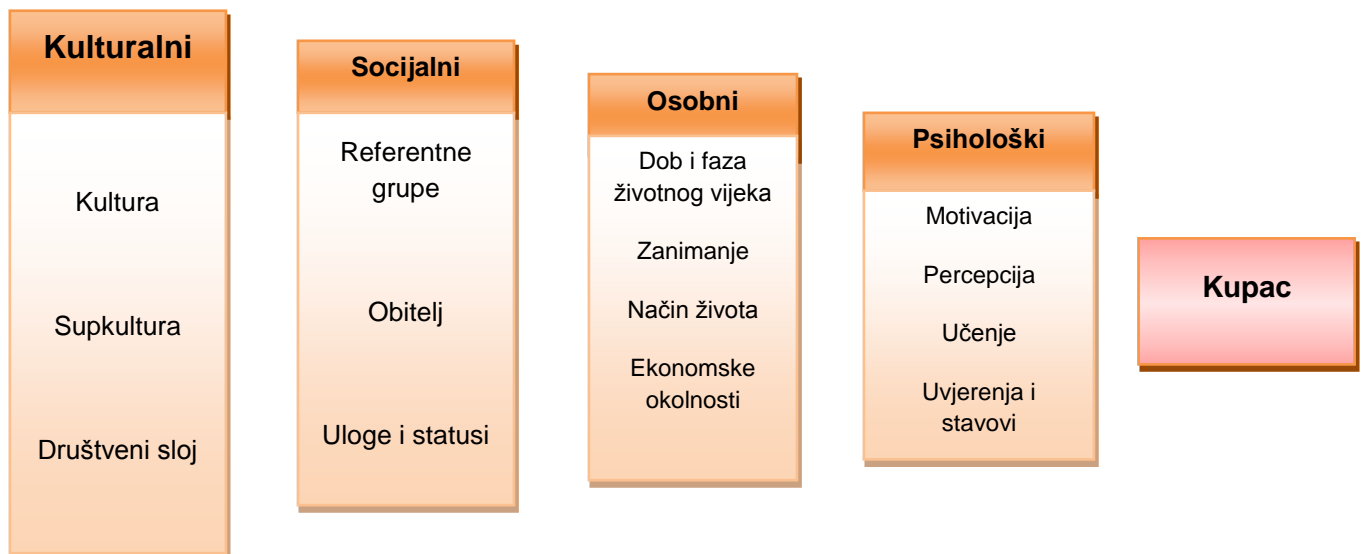 Kulturalni
Kultura
Supkultura
Društveni sloj
Socijalni
Referentne
grupe
Obitelj
Uloge i statusi
Osobni
Dob i faza
životnog vijeka
Zanimanje
Način života
Ekonomske
okolnosti
Psihološki
Motivacija
Percepcija
Učenje
Uvjerenja i
stavovi
Kupac